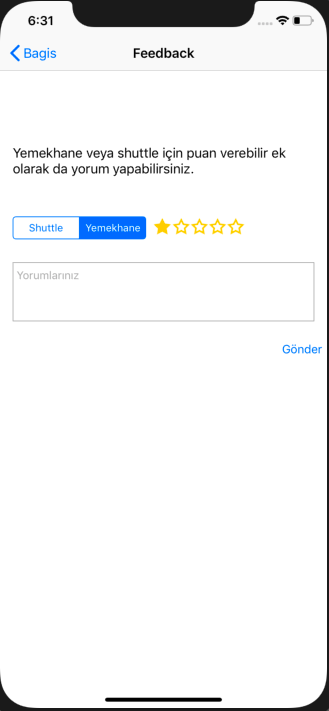 6:31
Bagis
Feedback
Yemekhane veya shuttle için puan verebilir ek
olarak da yorum yapabilirsiniz.
Shuttle
Yemekhane
Yorumlarınız
Gönder